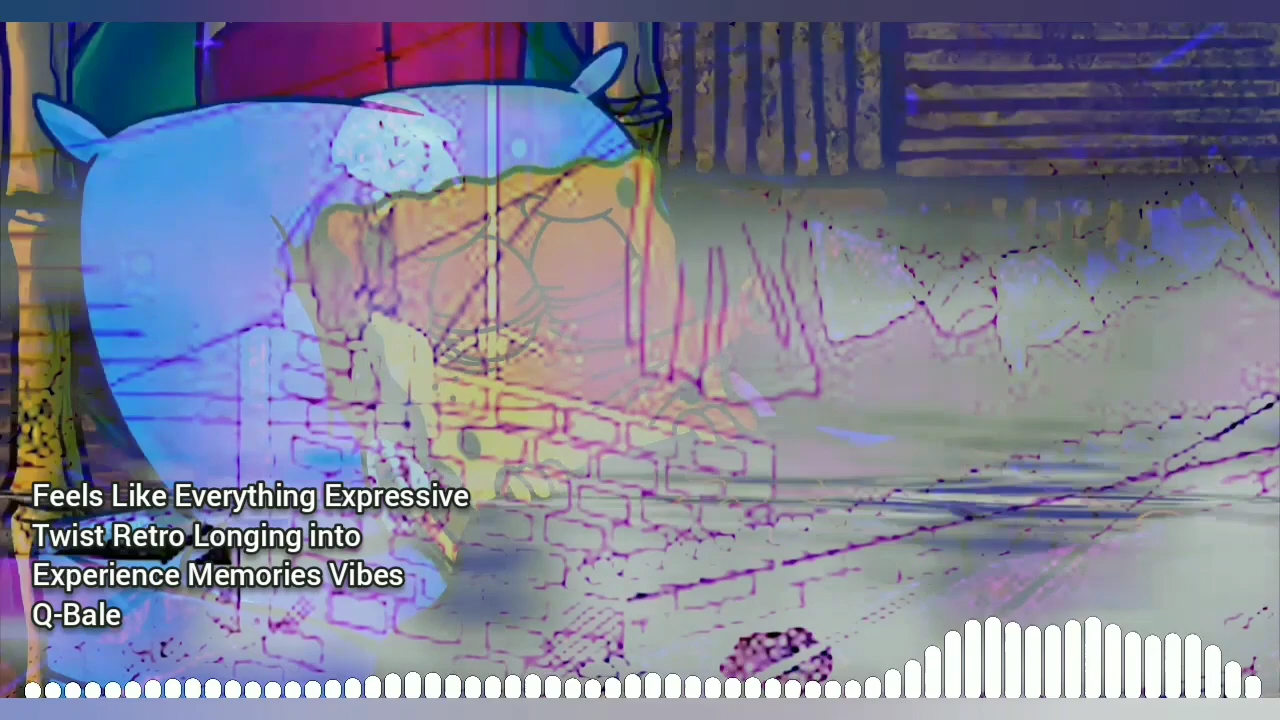 Feels Like Everything Expressive
Twist Retro Longing into
Experience Memories Vibes
Q-Bale